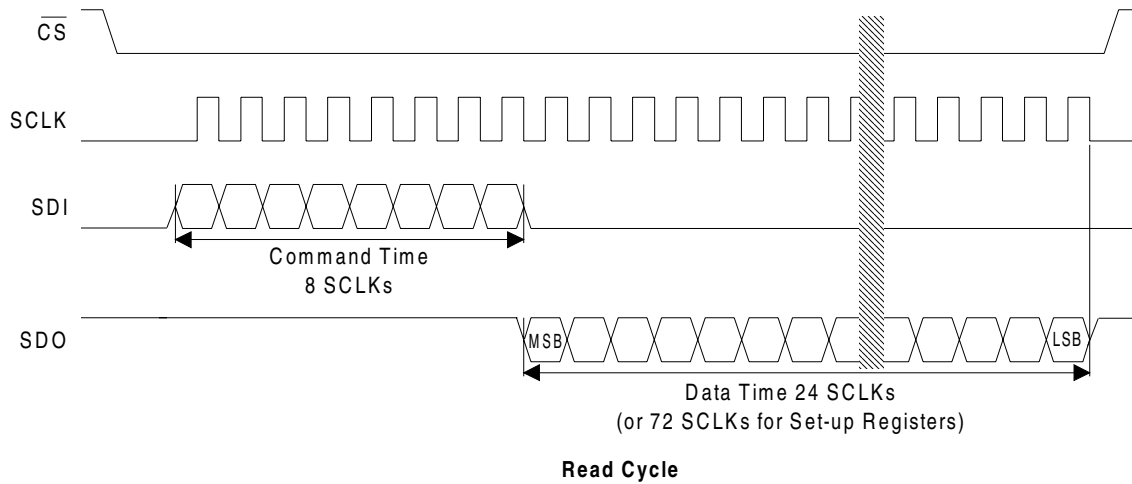 CS
SCLK
SDI
Command Time
8 SCLKs
SDO
MSB
LSB
Data Time 24 SCLKs
(or 72 SCLKs for Set-up Registers)
Read Cycle